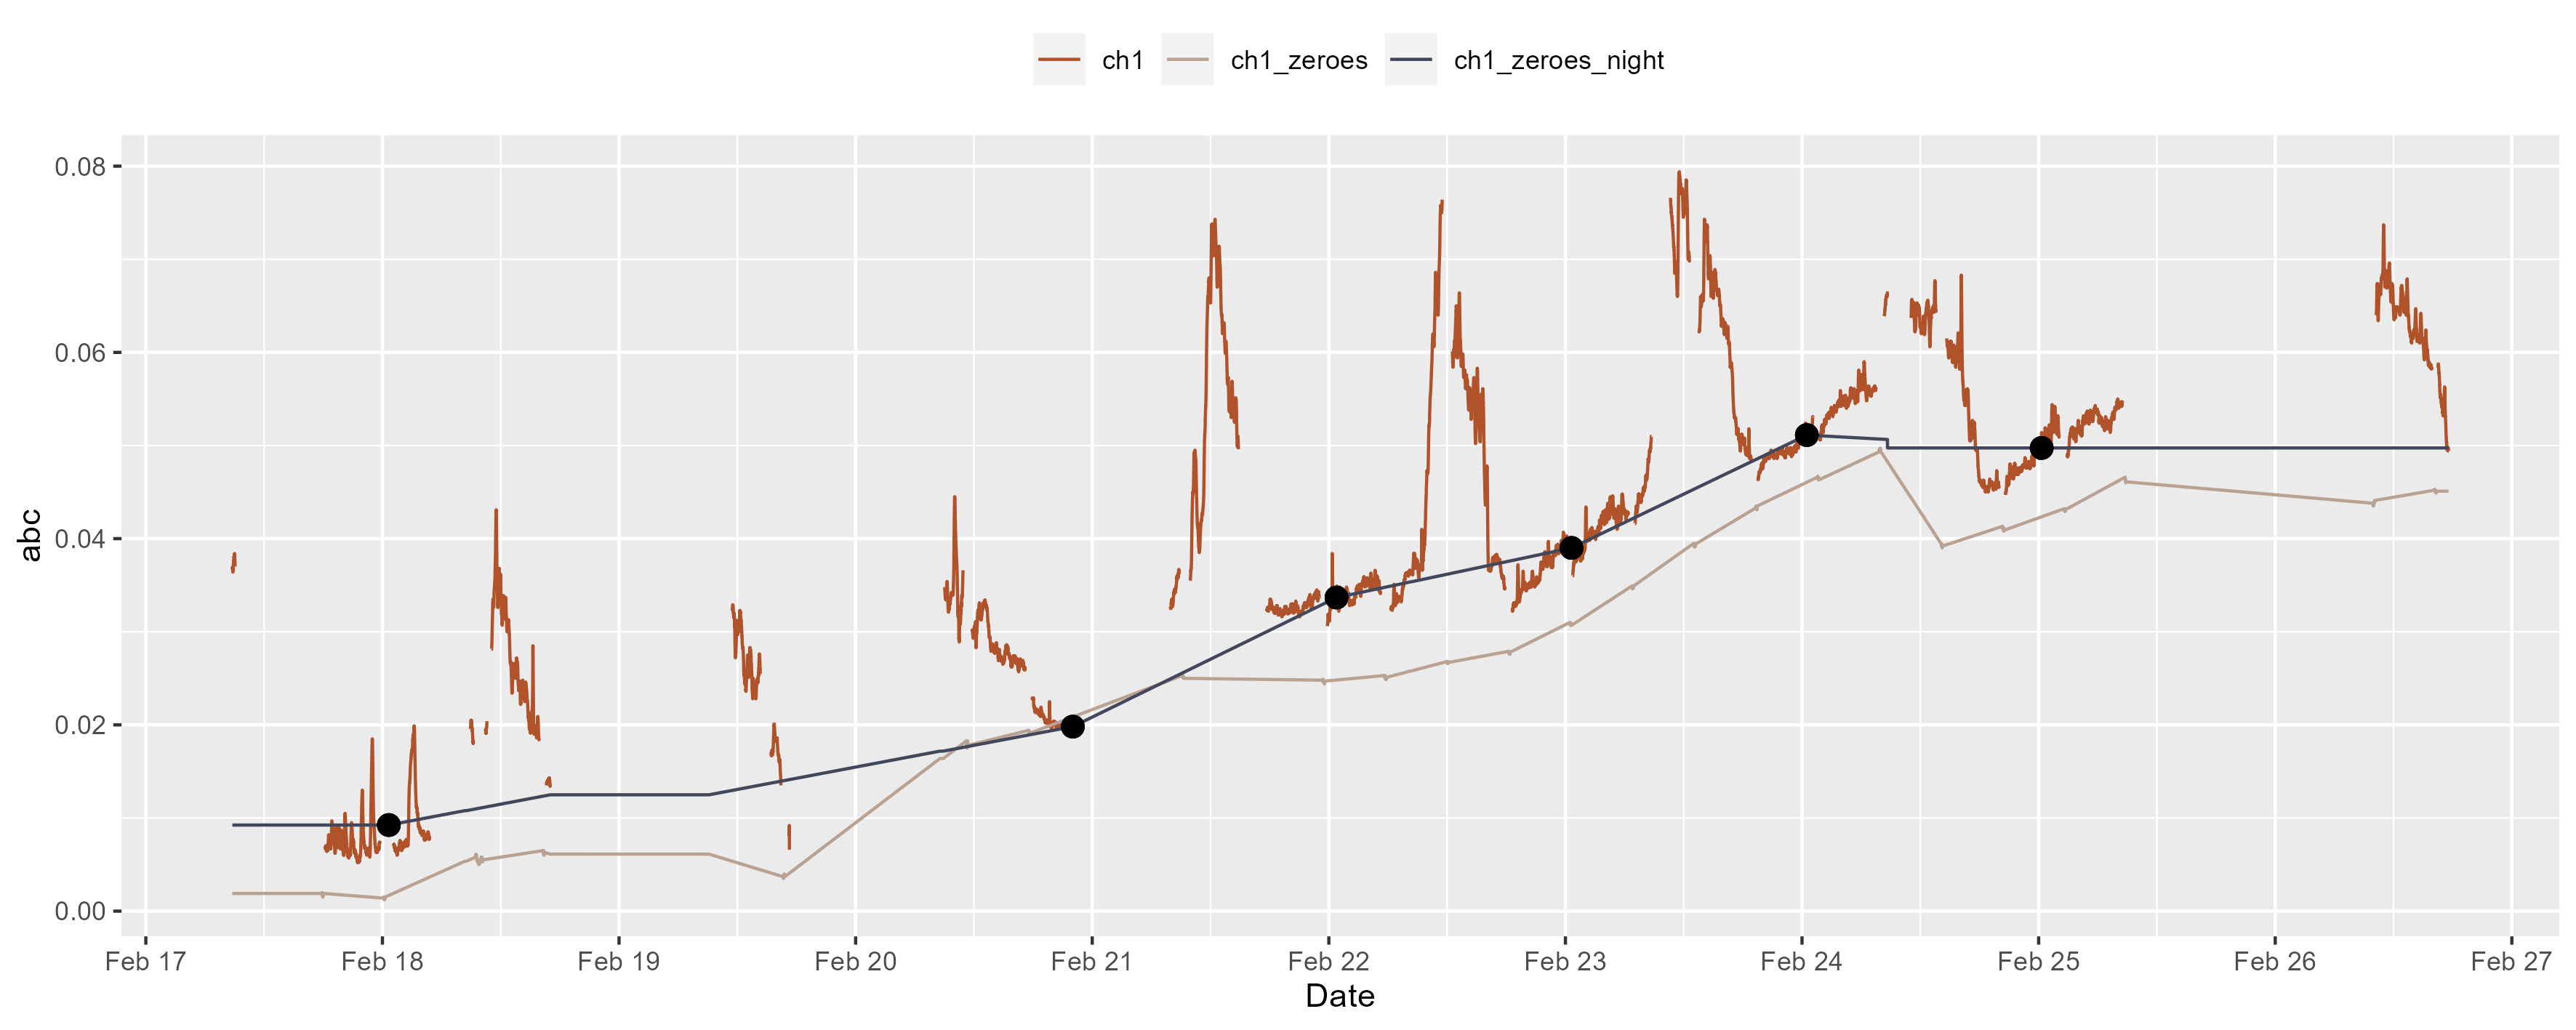 ch1 ch1_zeroes ch1_zeroes_night
0.08
0.06
0.04
0.02
0.00
abc
Feb 17 Feb 18 Feb 19 Feb 20 Feb 21 Feb 22 Feb 23 Feb 24 Feb 25 Feb 26 Feb 27
Date